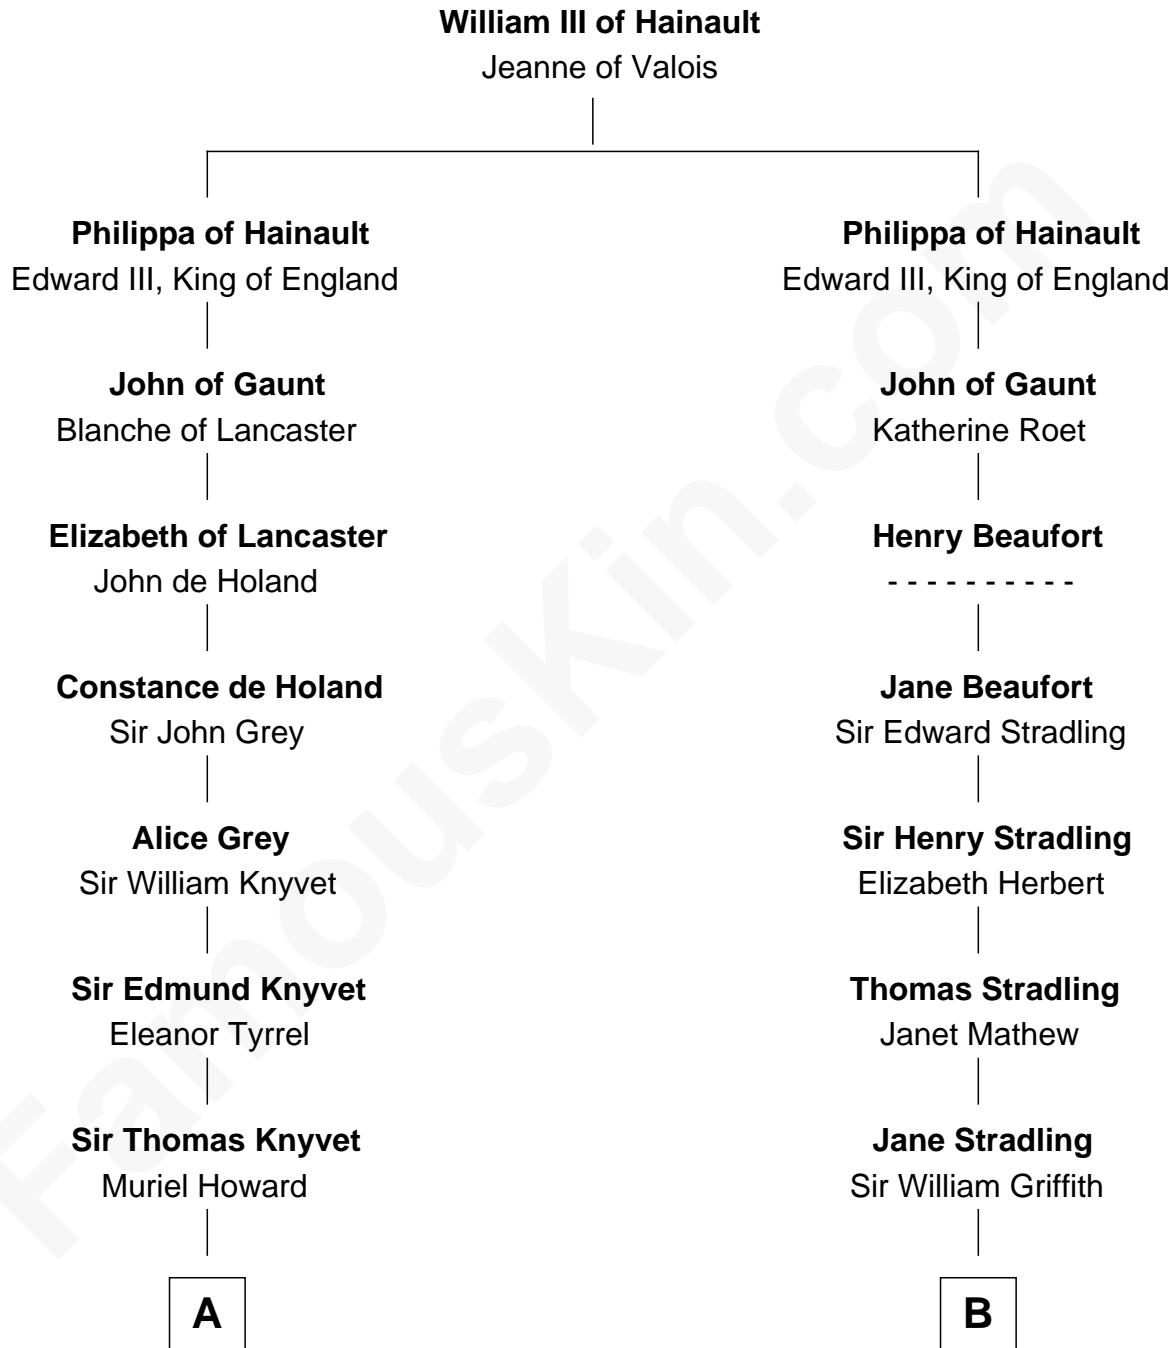 William III of Hainault
Jeanne of Valois
Philippa of Hainault
Edward III, King of England
John of Gaunt
Blanche of Lancaster
Elizabeth of Lancaster
John de Holand
Constance de Holand
Sir John Grey
Alice Grey
Sir William Knyvet
Sir Edmund Knyvet
Eleanor Tyrrel
Sir Thomas Knyvet
Muriel Howard
A
Philippa of Hainault
Edward III, King of England
John of Gaunt
Katherine Roet
Henry Beaufort
- - - - - - - - - -
Jane Beaufort
Sir Edward Stradling
Sir Henry Stradling
Elizabeth Herbert
Thomas Stradling
Janet Mathew
Jane Stradling
Sir William Griffith
B
FamousKin.com